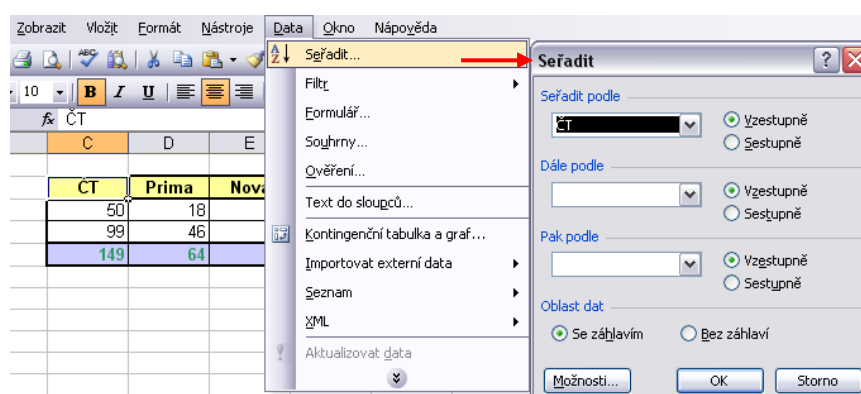 Zobrazit Vložit Formát Nástroje Data Okno Nápověda
10 B I U
fx ČT
C D E
ČT Prima
50 18
99 46
149 64
Seřadit...
Filtr
Formulář...
Souhrny...
Ověření...
Text do sloupců...
Kontingenční tabulka a graf...
Importovat externí data
Seznam
XML
Aktualizovat data
Seřadit
Seřadit podle
ČT
Vzestupně
Sestupně
Dále podle
Vzestupně
Sestupně
Pak podle
Vzestupně
Sestupně
Oblast dat
Se záhlavím Bez záhlaví
Možnosti... OK Storno